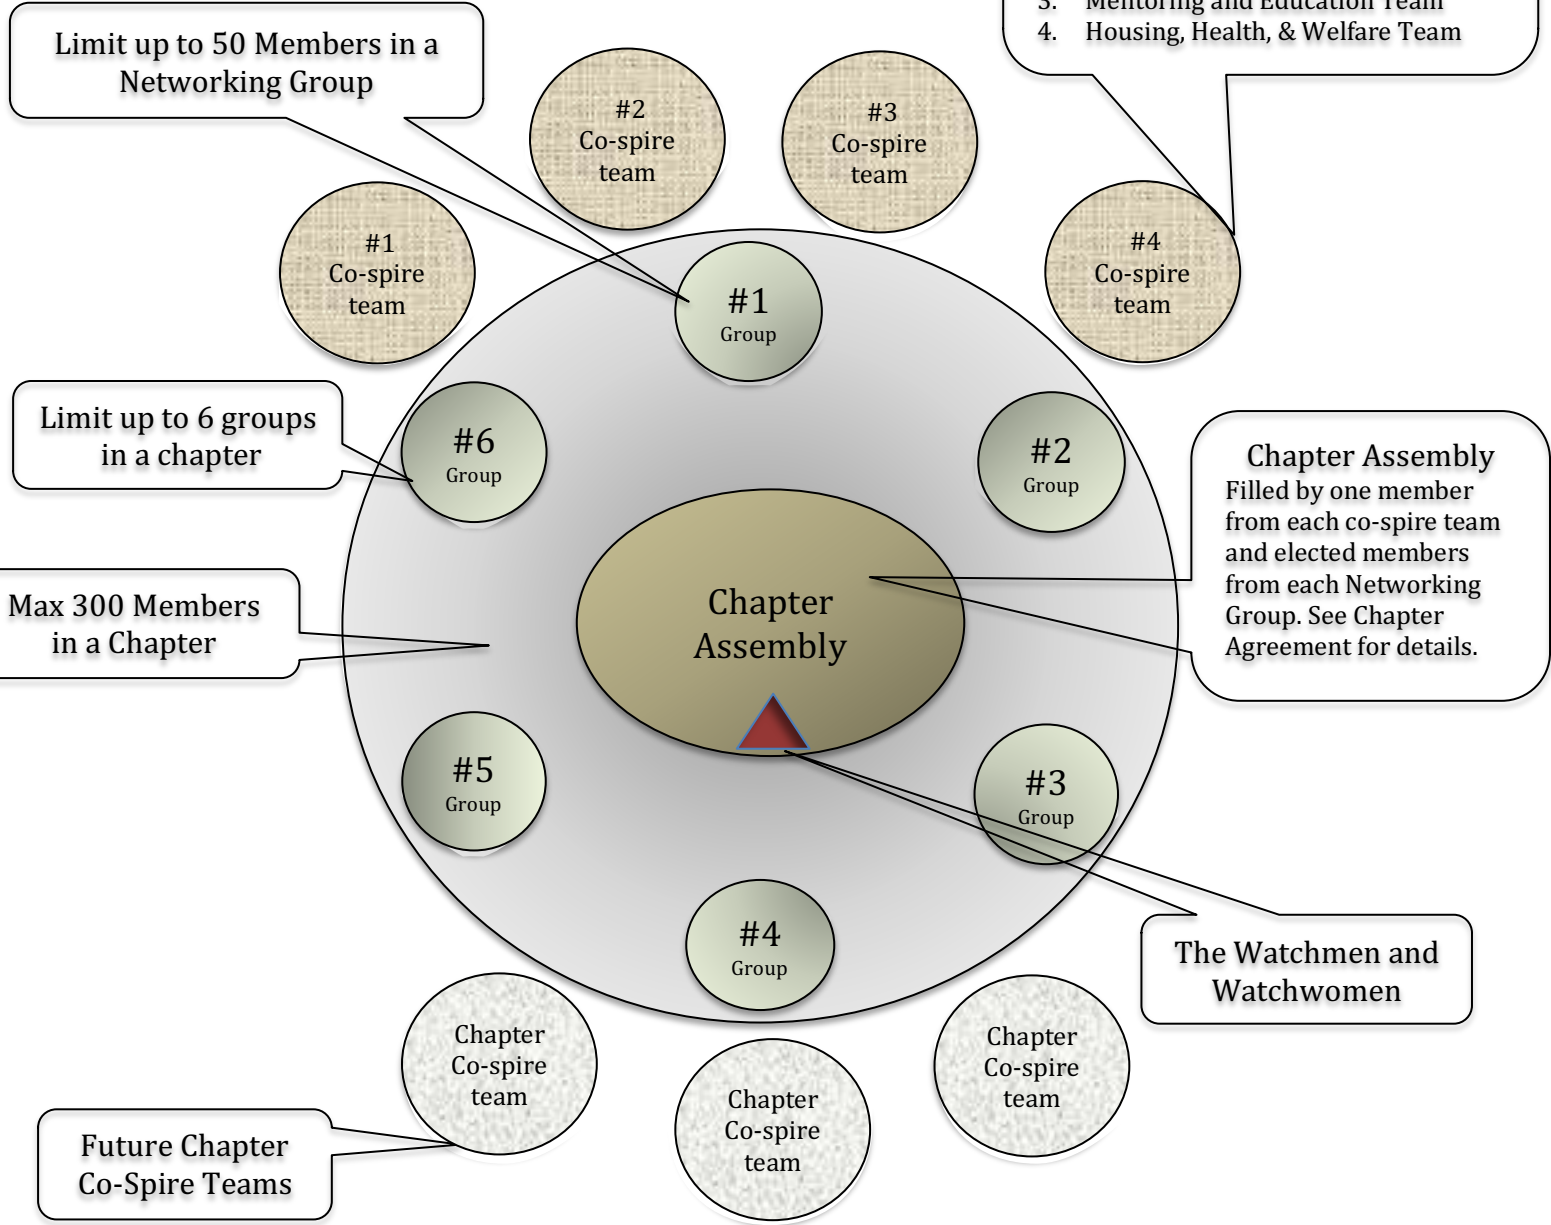 3. Mentoring and Education Team
4. Housing, Health, & Welfare Team
Limit up to 50 Members in a
Networking Group
#2
Co-spire
team
#3
Co-spire
team
#1
Co-spire
team
#4
Co-spire
team
#1
Group
Limit up to 6 groups
in a chapter
#6
Group
#2
Group
Chapter Assembly
Filled by one member
from each co-spire team
and elected members
from each Networking
Group. See Chapter
Agreement for details.
Max 300 Members
in a Chapter
Chapter
Assembly
#5
Group
#3
Group
#4
Group
The Watchmen and
Watchwomen
Chapter
Co-spire
team
Chapter
Co-spire
team
Chapter
Co-spire
team
Future Chapter
Co-Spire Teams